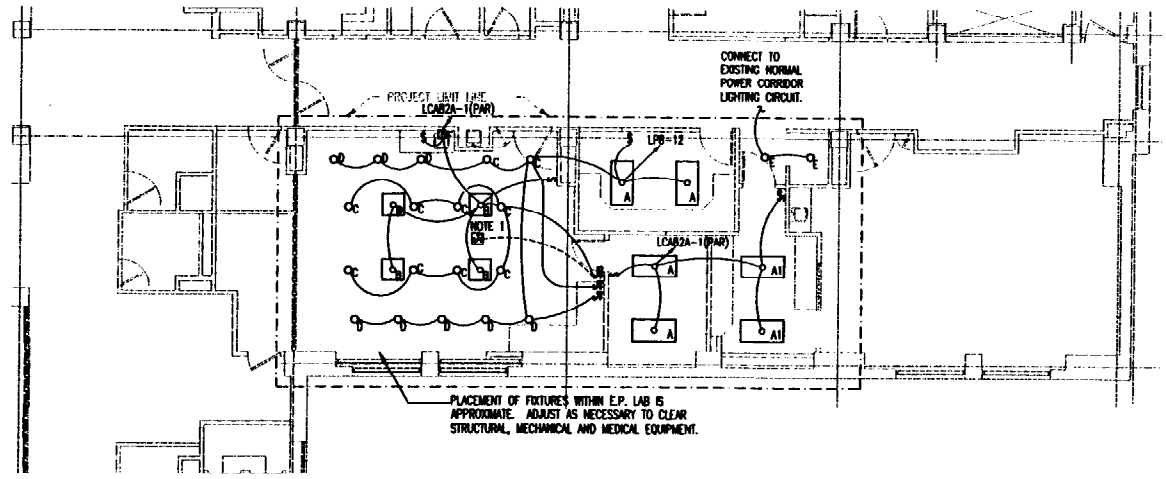 CONNECT TO
EXISTING NORMAL
POWER CORRIDOR
LIGHTING CIRCUIT.
PROJECT LIMIT LINE
LCAB2A-1(PAR)
LPB-12
D D D C C
E E
A A
C B C C B C
NOTE 1
LCAB2A-1(PAR)
C B C C B C
A A1
D D D D D
A A1
PLACEMENT OF FIXTURES WITHIN E.P. LAB IS
APPROXIMATE. ADJUST AS NECESSARY TO CLEAR
STRUCTURAL, MECHANICAL AND MEDICAL EQUIPMENT.